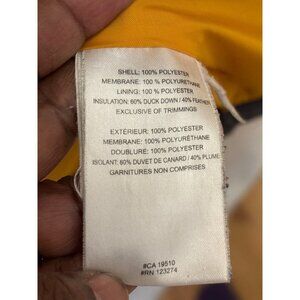 SHELL: 100% POLYESTER
MEMBRANE: 100 % POLYURETHANE
LINING: 100 % POLYESTER
INSULATION: 60% DUCK DOWN / 40% FEATHER
EXCLUSIVE OF TRIMMINGS
EXTÉRIEUR: 100% POLYESTER
MEMBRANE: 100% POLYURÉTHANE
DOUBLURE: 100% POLYESTER
ISOLANT: 60% DUVET DE CANARD / 40% PLUME
GARNITURES NON COMPRISES
#CA 19510
#RN 123274